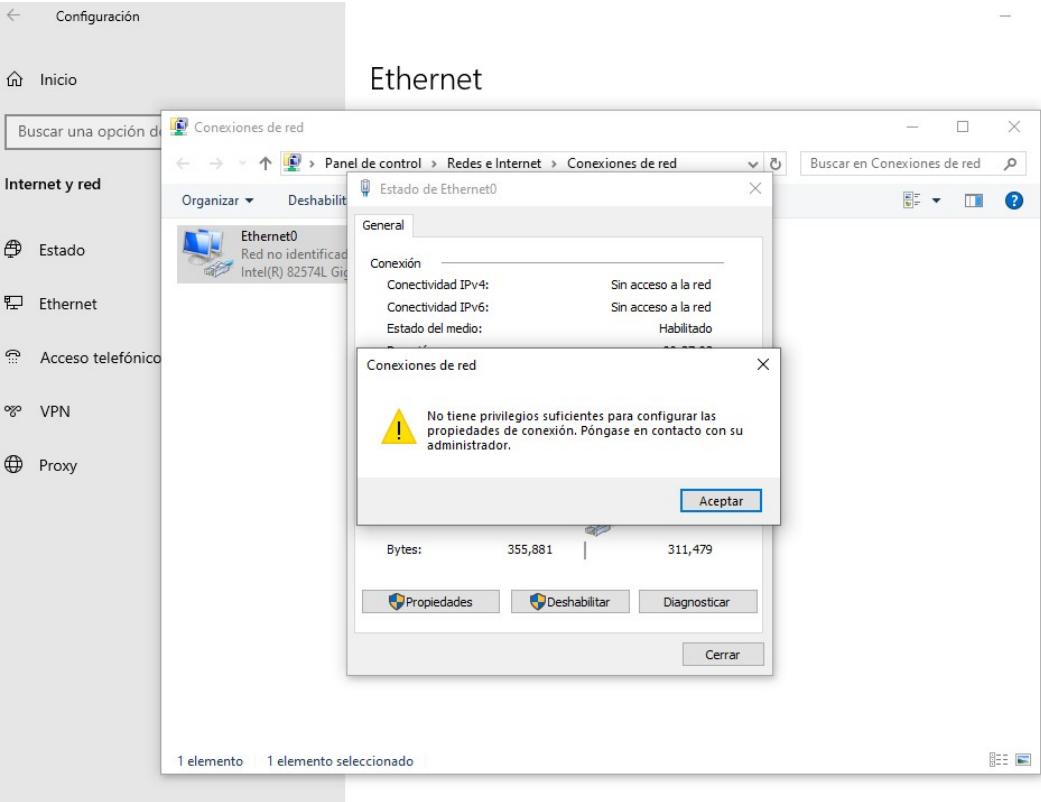 Configuración
Inicio
Ethernet
Buscar una opción d
Internet y red
Estado
Ethernet
Acceso telefónico
VPN
Proxy
Conexiones de red
Panel de control › Redes e Internet › Conexiones de red
Buscar en Conexiones de red
Organizar
Deshabilit
Ethernet0
Red no identificad
Intel(R) 82574L Gig
Estado de Ethernet0
General
Conexión
Conectividad IPv4: Sin acceso a la red
Conectividad IPv6: Sin acceso a la red
Estado del medio: Habilitado
Conexiones de red
No tiene privilegios suficientes para configurar las
propiedades de conexión. Póngase en contacto con su
administrador.
Aceptar
Bytes: 355,881 | 311,479
Propiedades
Deshabilitar
Diagnosticar
Cerrar
1 elemento
1 elemento seleccionado